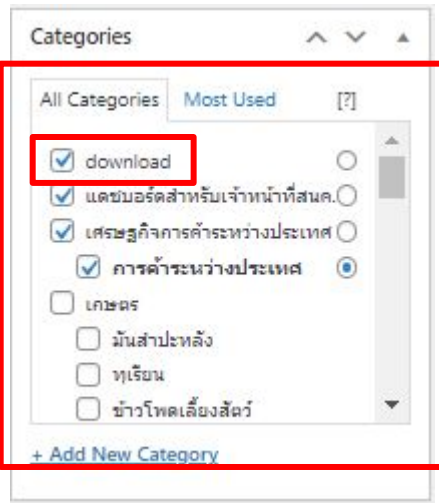 Categories
All Categories Most Used [?]
download
แดชบอร์ดสำหรับเจ้าหน้าที่สนค.
เศรษฐกิจการค้าระหว่างประเทศ
การค้าระหว่างประเทศ
เกษตร
มันสำปะหลัง
ทุเรียน
ข้าวโพดเลี้ยงสัตว์
+ Add New Category